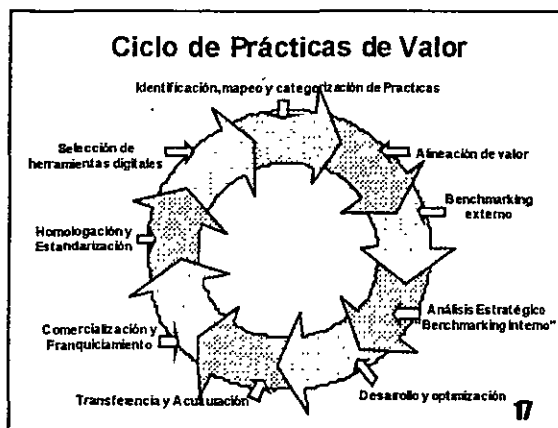 Ciclo de Prácticas de Valor
Identificación, mapeo y categorización de Practicas
Selección de
herramientas digitales
Alineación de valor
Benchmarking
externo
Homologación y
Estandarización
Análisis Estratégico
"Benchmarking Interno"
Comercialización y
Franquiciamiento
Desarrollo y optimización
Transferencia y Aculturación
17